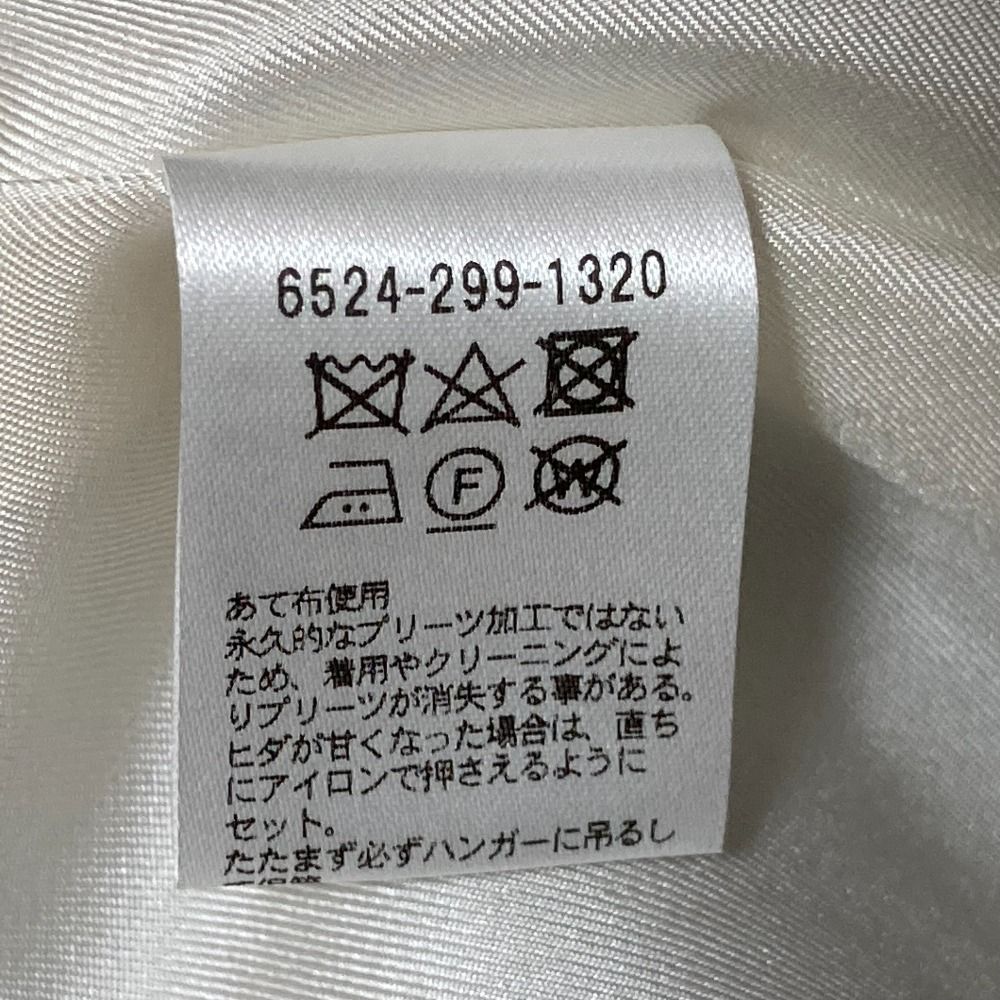 6524-299-1320
F
W
あて布使用
永久的なプリーツ加工ではない
ため、着用やクリーニングによ
りプリーツが消失する事がある。
ヒダが甘くなった場合は、直ち
にアイロンで押さえるように
セット。
たたまず必ずハンガーに吊るし